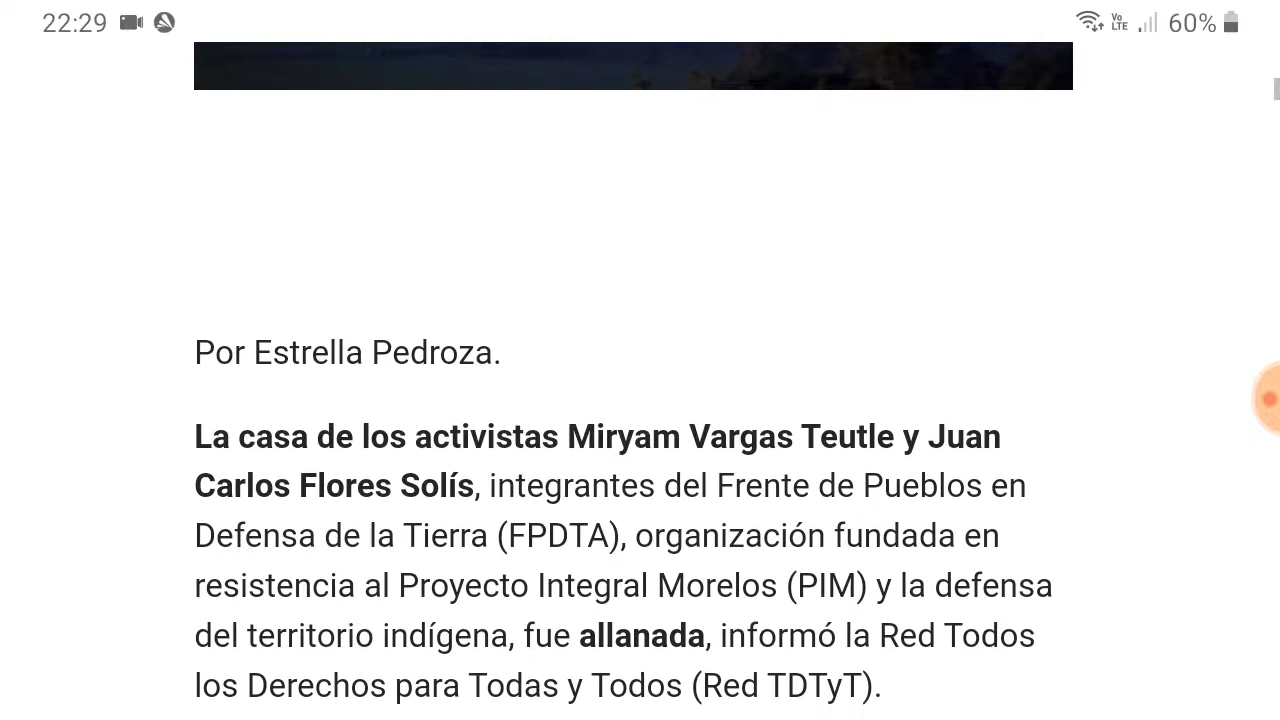 22:29
Vo
LTE
60%
Por Estrella Pedroza.
La casa de los activistas Miryam Vargas Teutle y Juan
Carlos Flores Solís, integrantes del Frente de Pueblos en
Defensa de la Tierra (FPDTA), organización fundada en
resistencia al Proyecto Integral Morelos (PIM) y la defensa
del territorio indígena, fue allanada, informó la Red Todos
los Derechos para Todas y Todos (Red TDTyT).